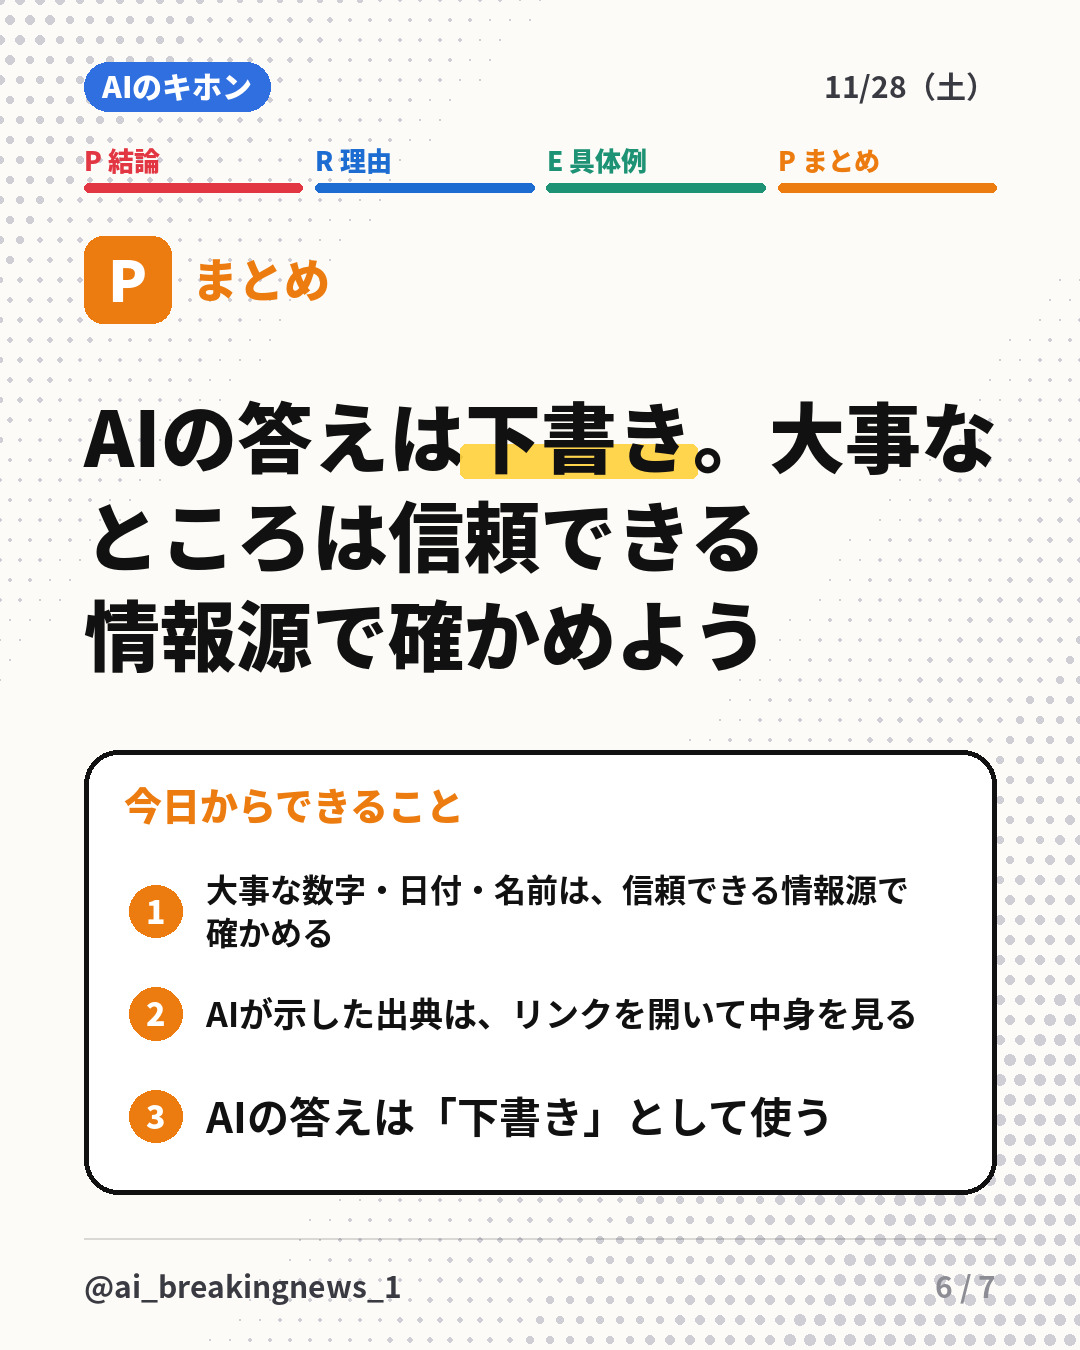 AIのキホン
11/28（土）
P 結論
R 理由
E 具体例
P まとめ
P まとめ
AIの答えは下書き。大事な
ところは信頼できる
情報源で確かめよう
今日からできること
1 大事な数字・日付・名前は、信頼できる情報源で
確かめる
2 AIが示した出典は、リンクを開いて中身を見る
3 AIの答えは「下書き」として使う
@ai_breakingnews_1
6 / 7